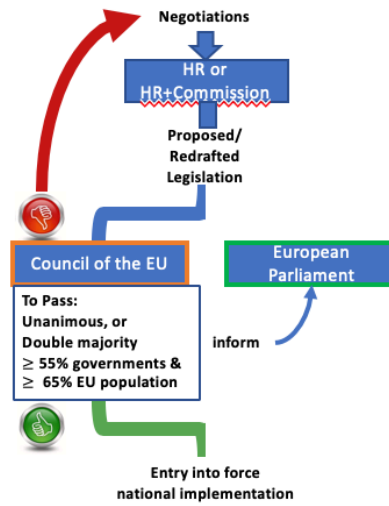 Negotiations
HR or
HR+Commission
Proposed/
Redrafted
Legislation
Council of the EU
European
Parliament
To Pass:
Unanimous, or
Double majority
≥ 55% governments &
≥ 65% EU population
inform
Entry into force
national implementation